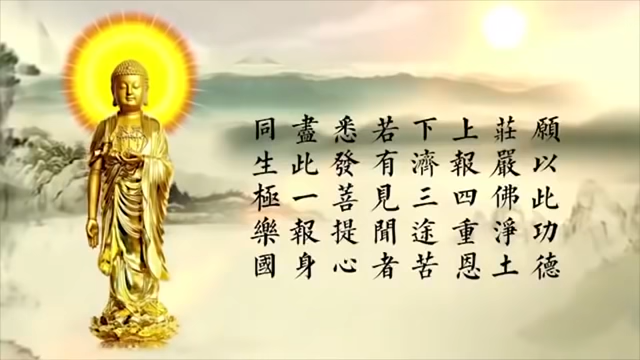 願以此功德
莊嚴佛淨土
上報四重恩
下濟三途苦
若有見聞者
悉發菩提心
盡此一報身
同生極樂國